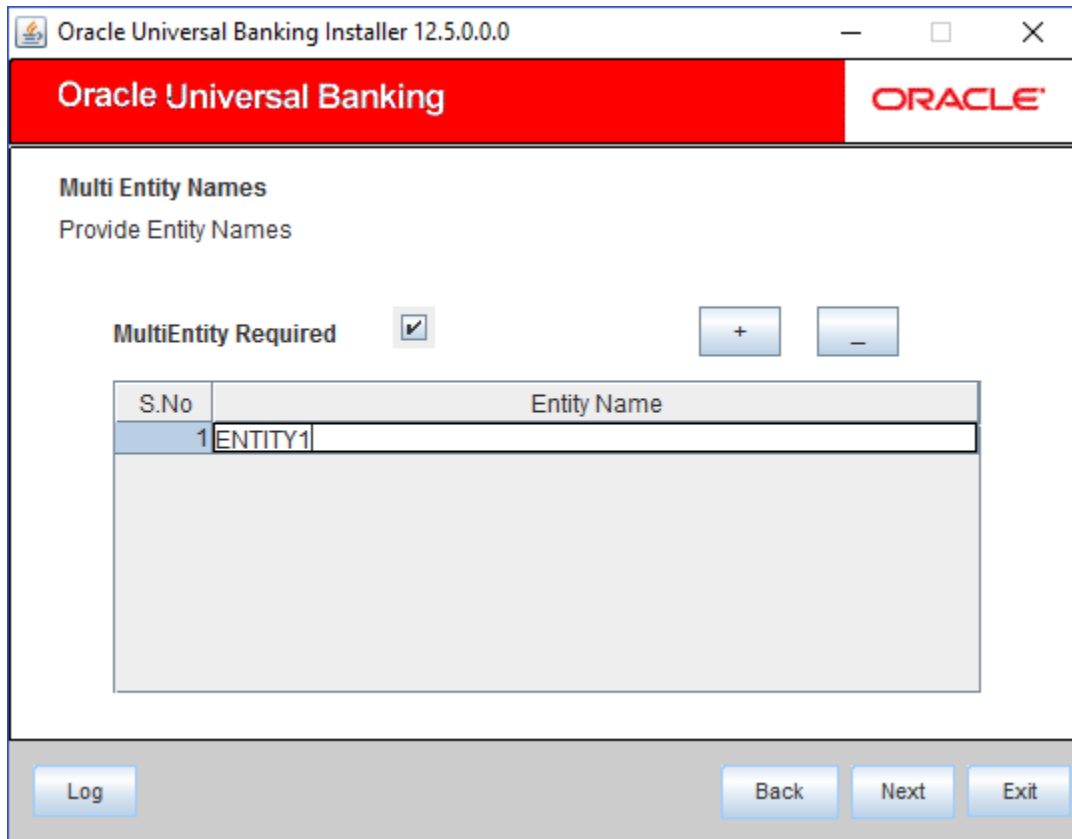 Oracle Universal Banking Installer 12.5.0.0.0
Oracle Universal Banking
ORACLE
Multi Entity Names
Provide Entity Names
MultiEntity Required
+ _
S.No Entity Name
1 ENTITY1
Log Back Next Exit